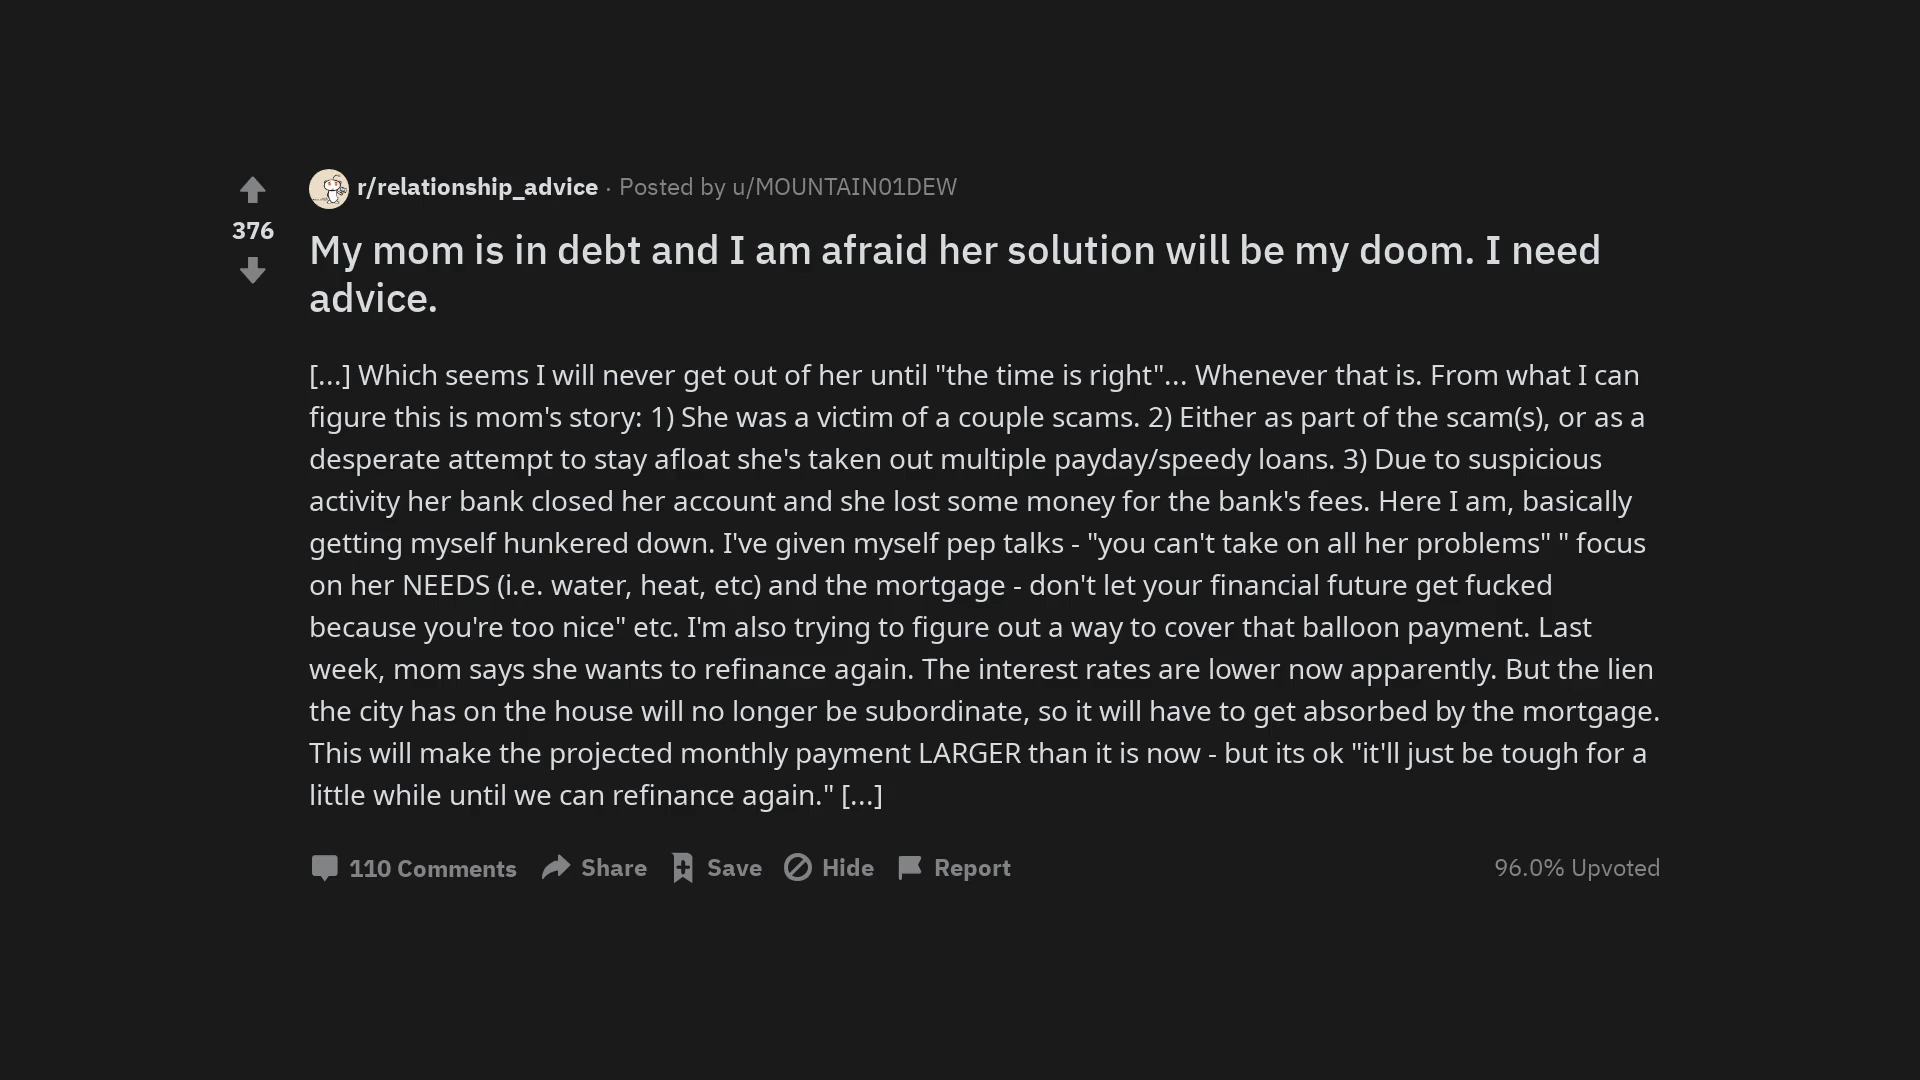 r/relationship_advice · Posted by u/MOUNTAIN01DEW
376
My mom is in debt and I am afraid her solution will be my doom. I need
advice.
[...] Which seems I will never get out of her until "the time is right"... Whenever that is. From what I can
figure this is mom's story: 1) She was a victim of a couple scams. 2) Either as part of the scam(s), or as a
desperate attempt to stay afloat she's taken out multiple payday/speedy loans. 3) Due to suspicious
activity her bank closed her account and she lost some money for the bank's fees. Here I am, basically
getting myself hunkered down. I've given myself pep talks - "you can't take on all her problems" " focus
on her NEEDS (i.e. water, heat, etc) and the mortgage - don't let your financial future get fucked
because you're too nice" etc. I'm also trying to figure out a way to cover that balloon payment. Last
week, mom says she wants to refinance again. The interest rates are lower now apparently. But the lien
the city has on the house will no longer be subordinate, so it will have to get absorbed by the mortgage.
This will make the projected monthly payment LARGER than it is now - but its ok "it'll just be tough for a
little while until we can refinance again." [...]
110 Comments Share Save Hide Report 96.0% Upvoted